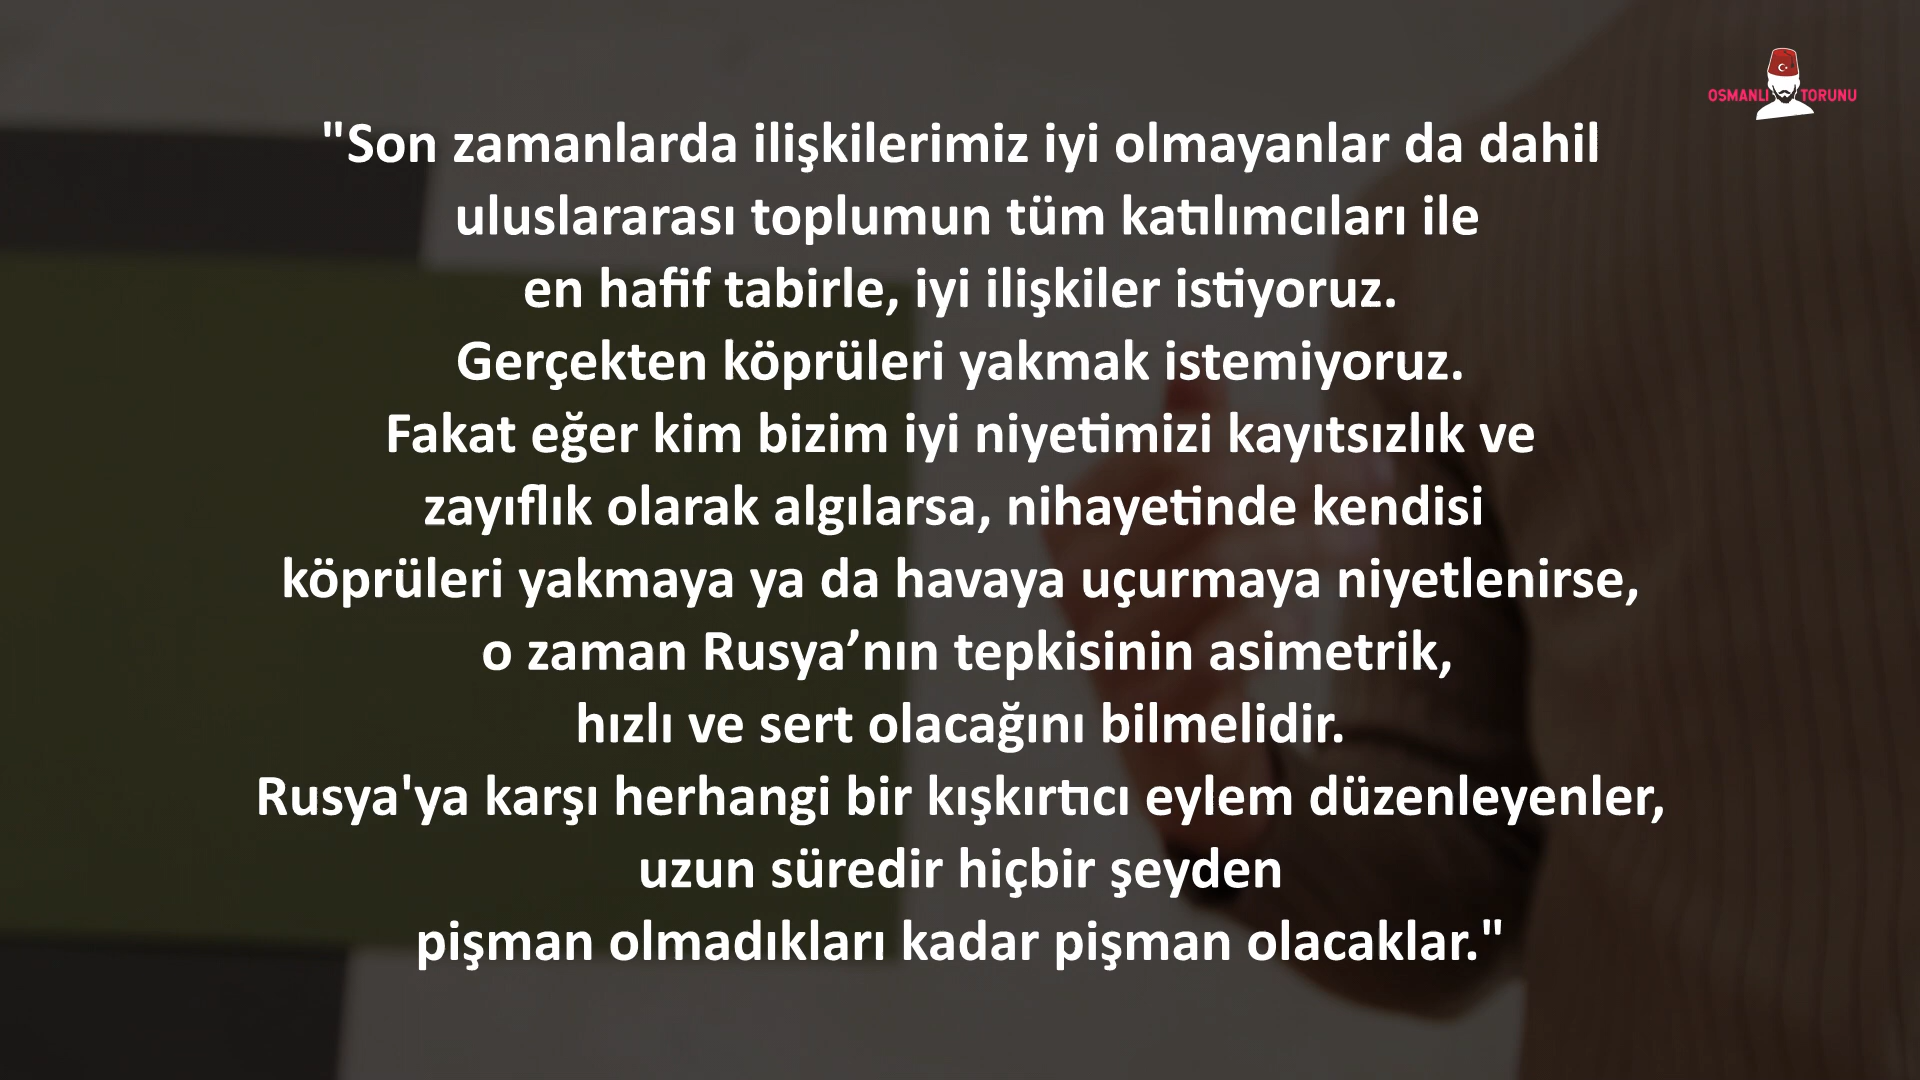 OSMANLI TORUNU
"Son zamanlarda ilişkilerimiz iyi olmayanlar da dahil
uluslararası toplumun tüm katılımcıları ile
en hafif tabirle, iyi ilişkiler istiyoruz.
Gerçekten köprüleri yakmak istemiyoruz.
Fakat eğer kim bizim iyi niyetimizi kayıtsızlık ve
zayıflık olarak algılarsa, nihayetinde kendisi
köprüleri yakmaya ya da havaya uçurmaya niyetlenirse,
o zaman Rusya’nın tepkisinin asimetrik,
hızlı ve sert olacağını bilmelidir.
Rusya'ya karşı herhangi bir kışkırtıcı eylem düzenleyenler,
uzun süredir hiçbir şeyden
pişman olmadıkları kadar pişman olacaklar."